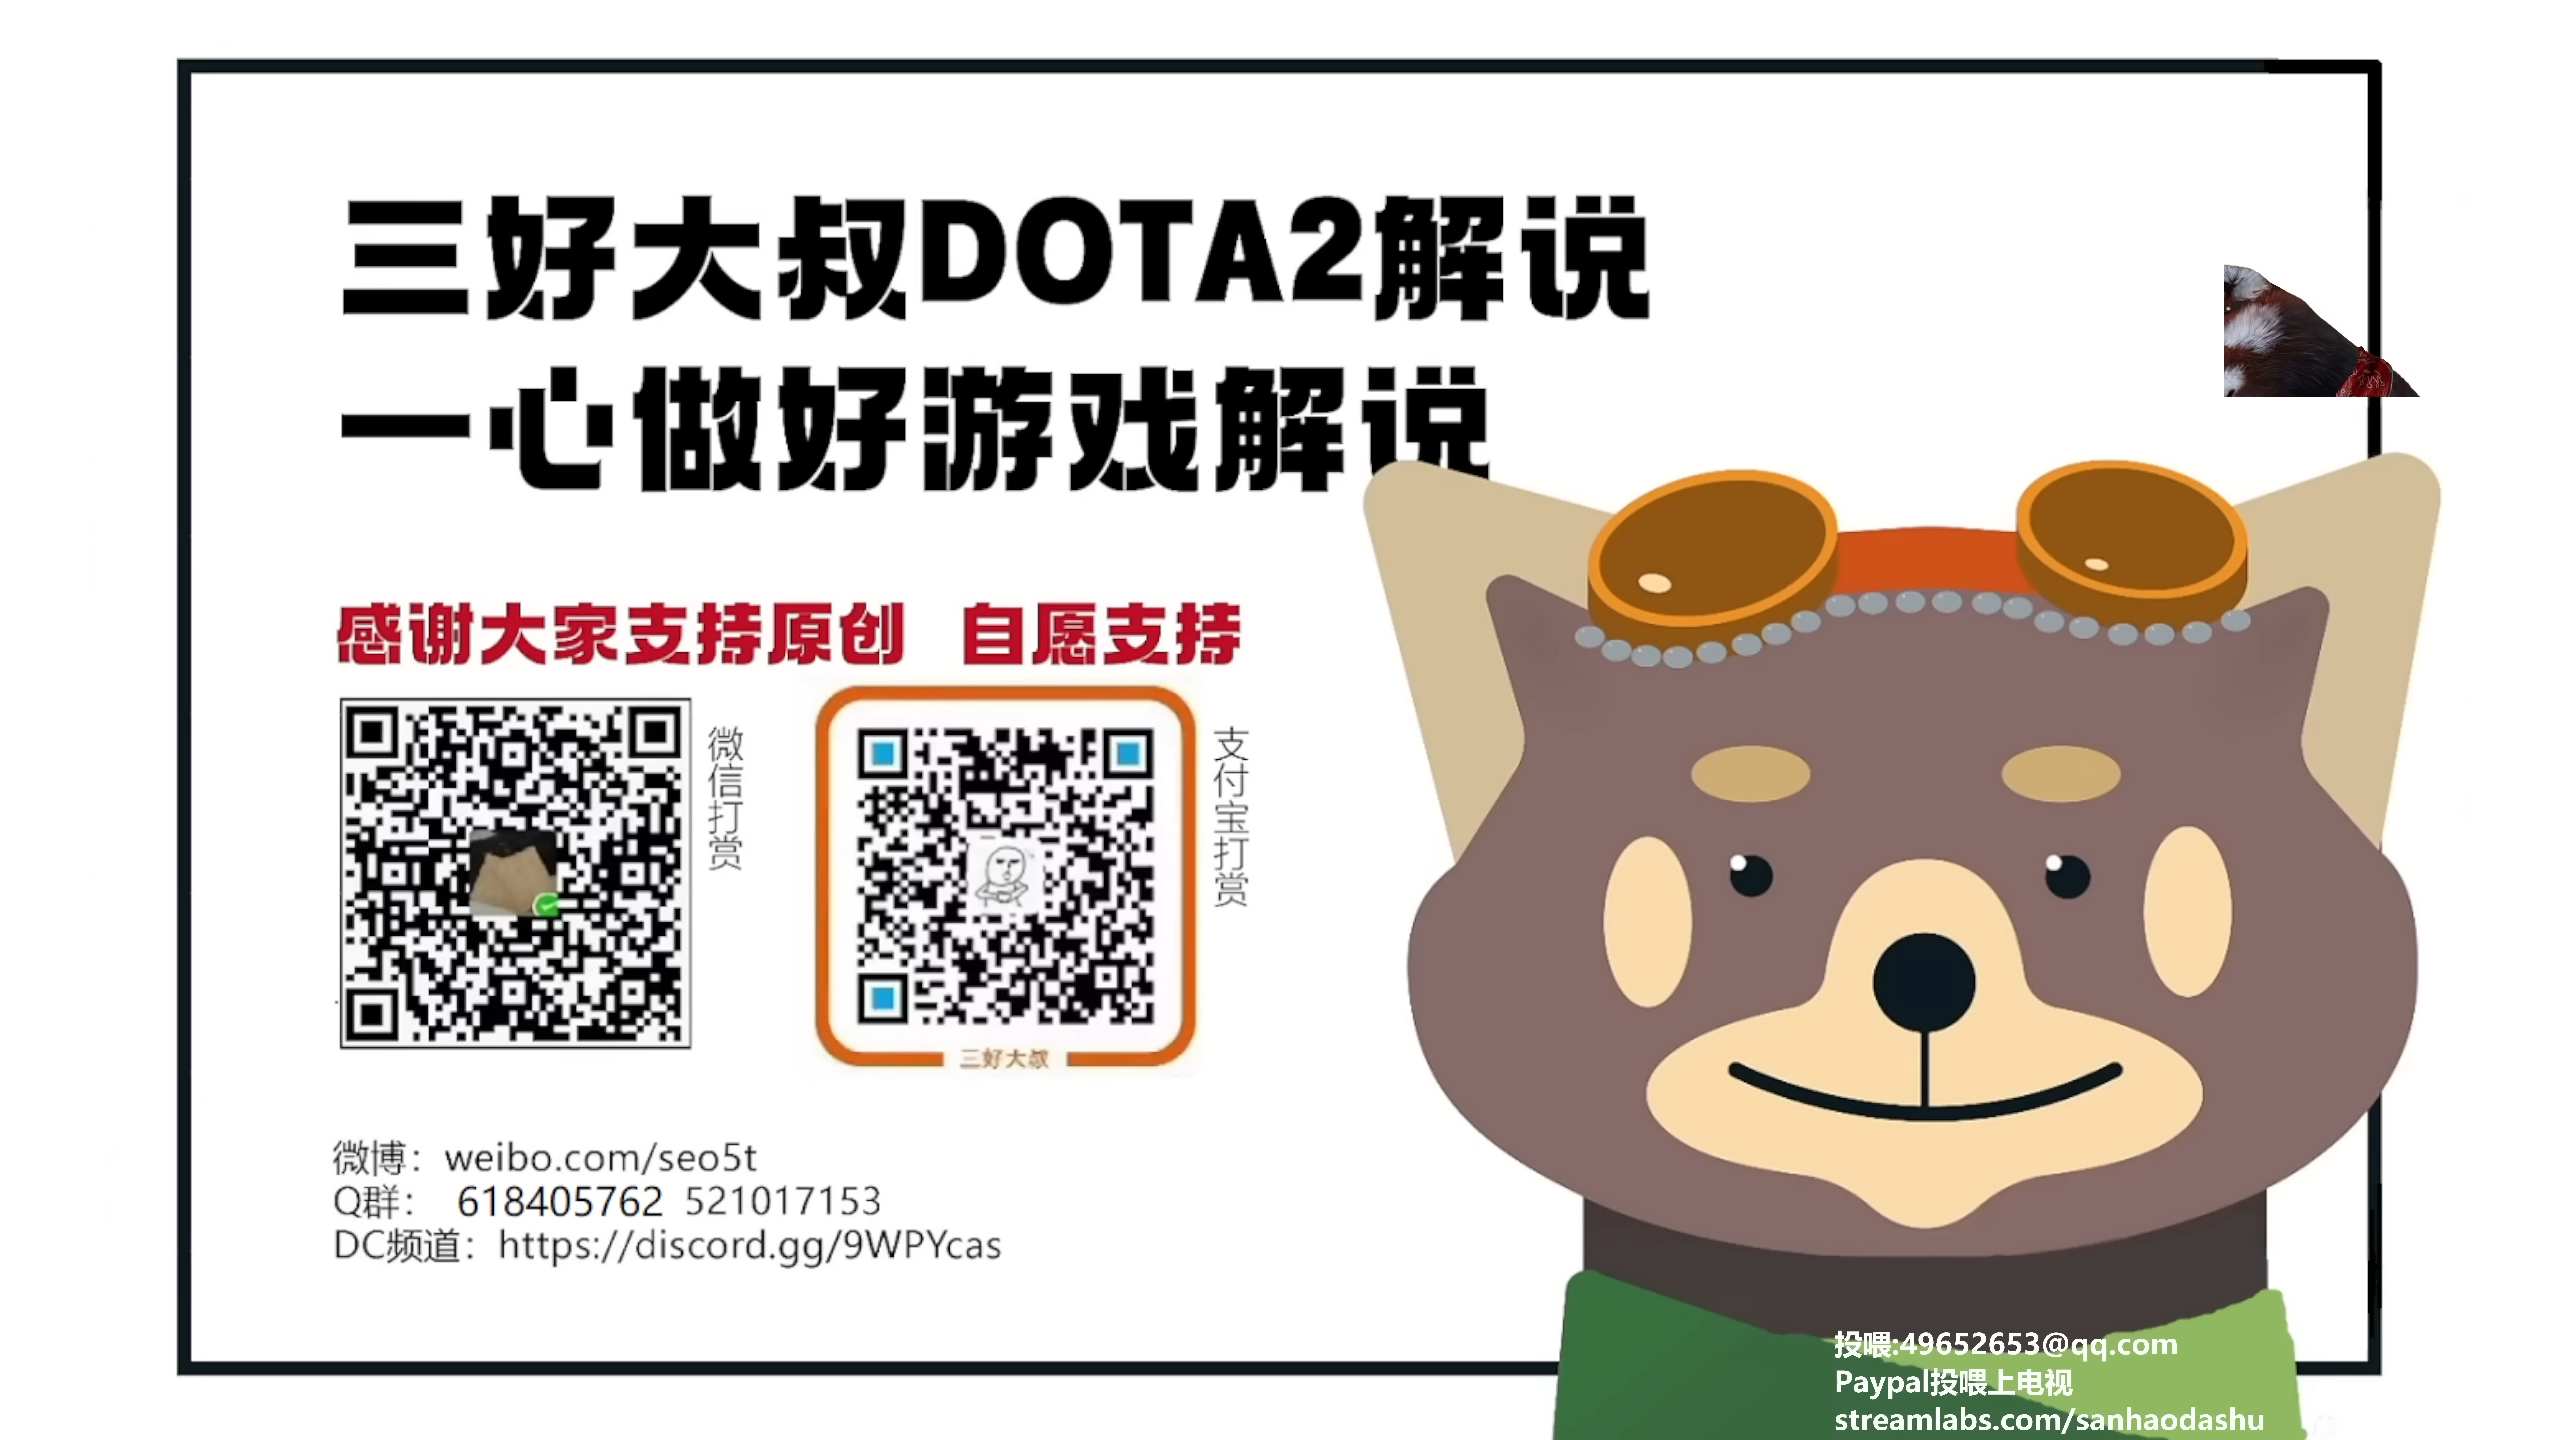 三好大叔DOTA2解说
一心做好游戏解说
感谢大家支持原创 自愿支持
微信打赏
支付宝打赏
三好大叔
微博：weibo.com/seo5t
Q群： 618405762 521017153
DC频道：https://discord.gg/9WPYcas
投喂:49652653@qq.com
Paypal投喂上电视
streamlabs.com/sanhaodashu